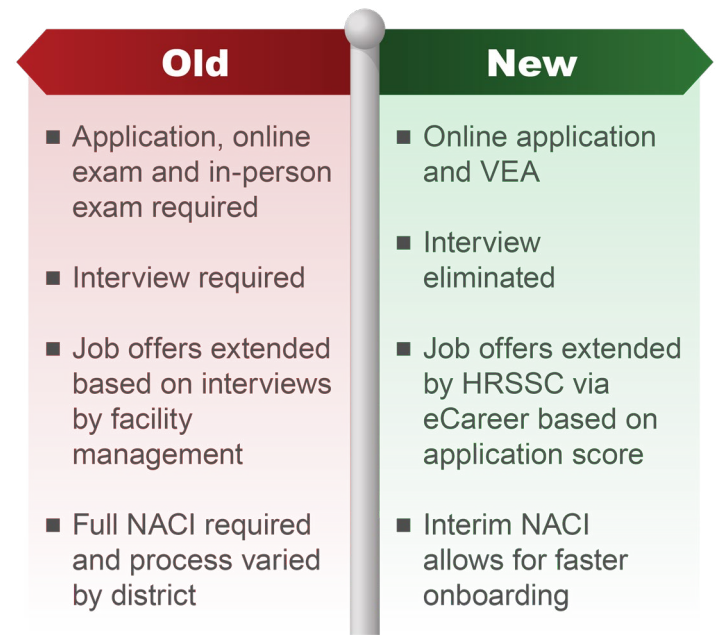 Old
■ Application, online
exam and in-person
exam required
■ Interview required
■ Job offers extended
based on interviews
by facility
management
■ Full NACI required
and process varied
by district
New
■ Online application
and VEA
■ Interview
eliminated
■ Job offers extended
by HRSSC via
eCareer based on
application score
■ Interim NACI
allows for faster
onboarding